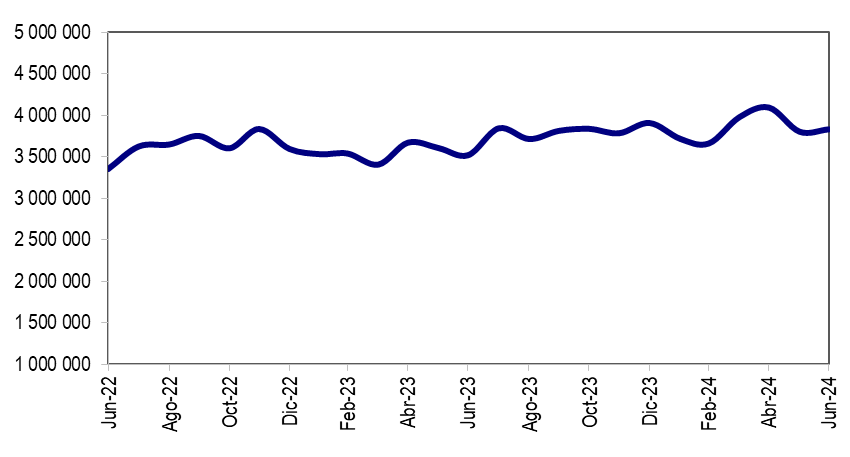 5 000 000
4 500 000
4 000 000
3 500 000
3 000 000
2 500 000
2 000 000
1 500 000
1 000 000
Jun-22
Ago-22
Oct-22
Dic-22
Feb-23
Abr-23
Jun-23
Ago-23
Oct-23
Dic-23
Feb-24
Abr-24
Jun-24